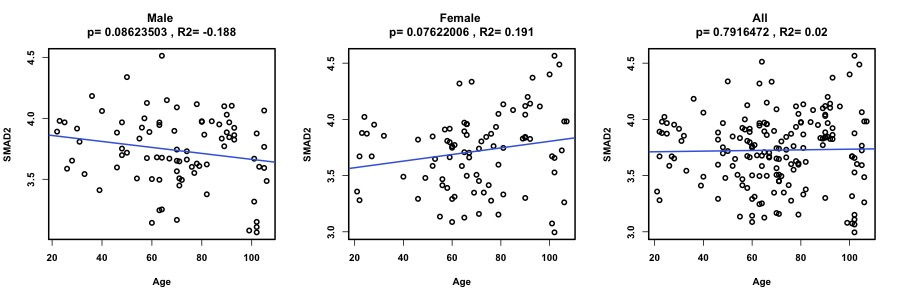 Male
p= 0.08623503 , R2= -0.188
SMAD2
4.5
4.0
3.5
20 40 60 80 100
Age
Female
p= 0.07622006 , R2= 0.191
SMAD2
4.5
4.0
3.5
3.0
20 40 60 80 100
Age
All
p= 0.7916472 , R2= 0.02
SMAD2
4.5
4.0
3.5
3.0
20 40 60 80 100
Age